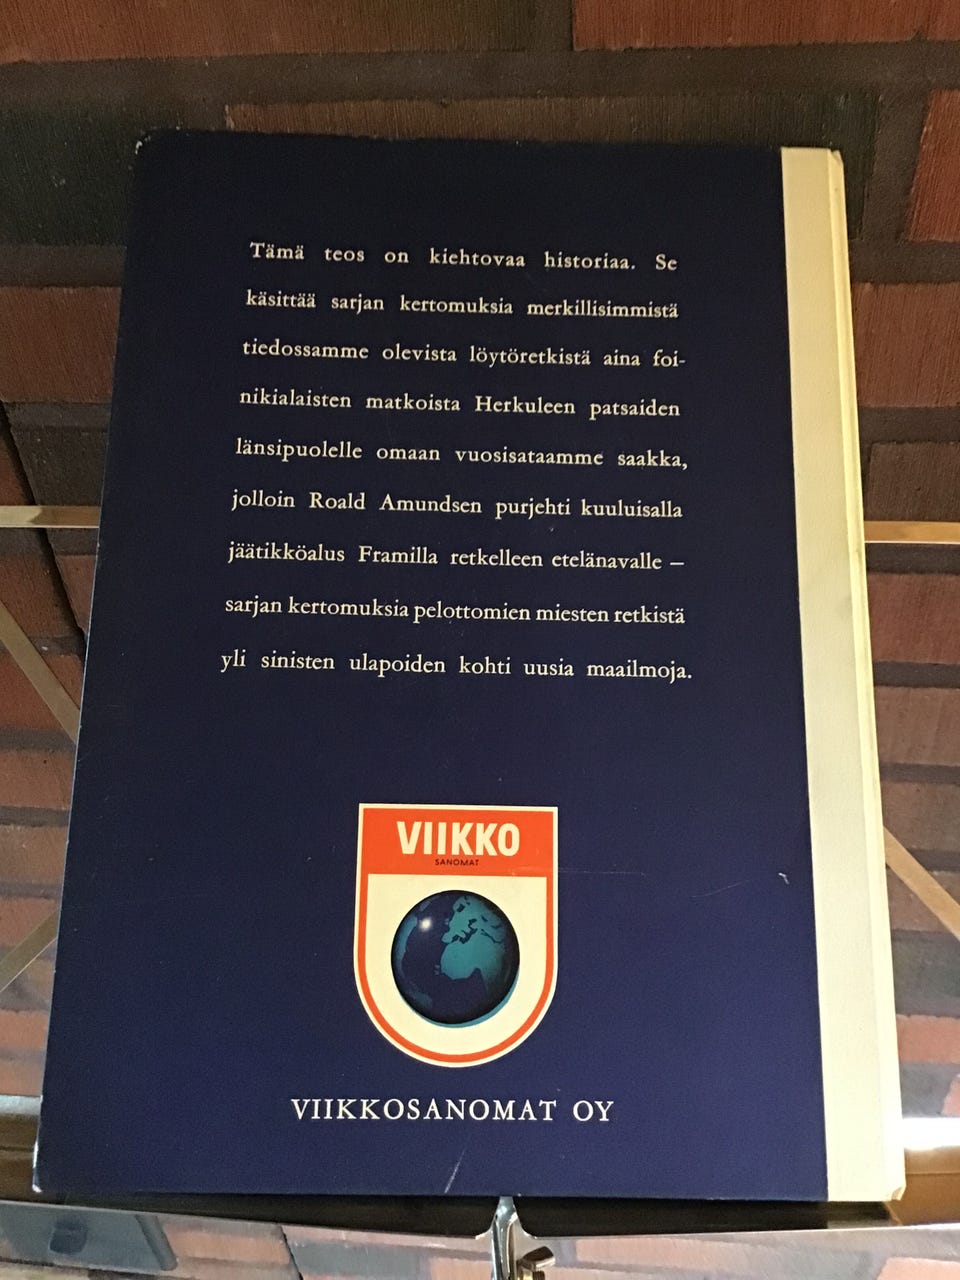 Tämä teos on kiehtovaa historiaa. Se
käsittää sarjan kertomuksia merkillisimmistä
tiedossamme olevista löytöretkistä aina foi-
nikialaisten matkoista Herkuleen patsaiden
länsipuolelle omaan vuosisataamme saakka,
jolloin Roald Amundsen purjehti kuuluisalla
jäätikköalus Framilla retkelleen etelänavalle –
sarjan kertomuksia pelottomien miesten retkistä
yli sinisten ulapoiden kohti uusia maailmoja.
VIIKKO
SANOMAT
VIIKKOSANOMAT OY